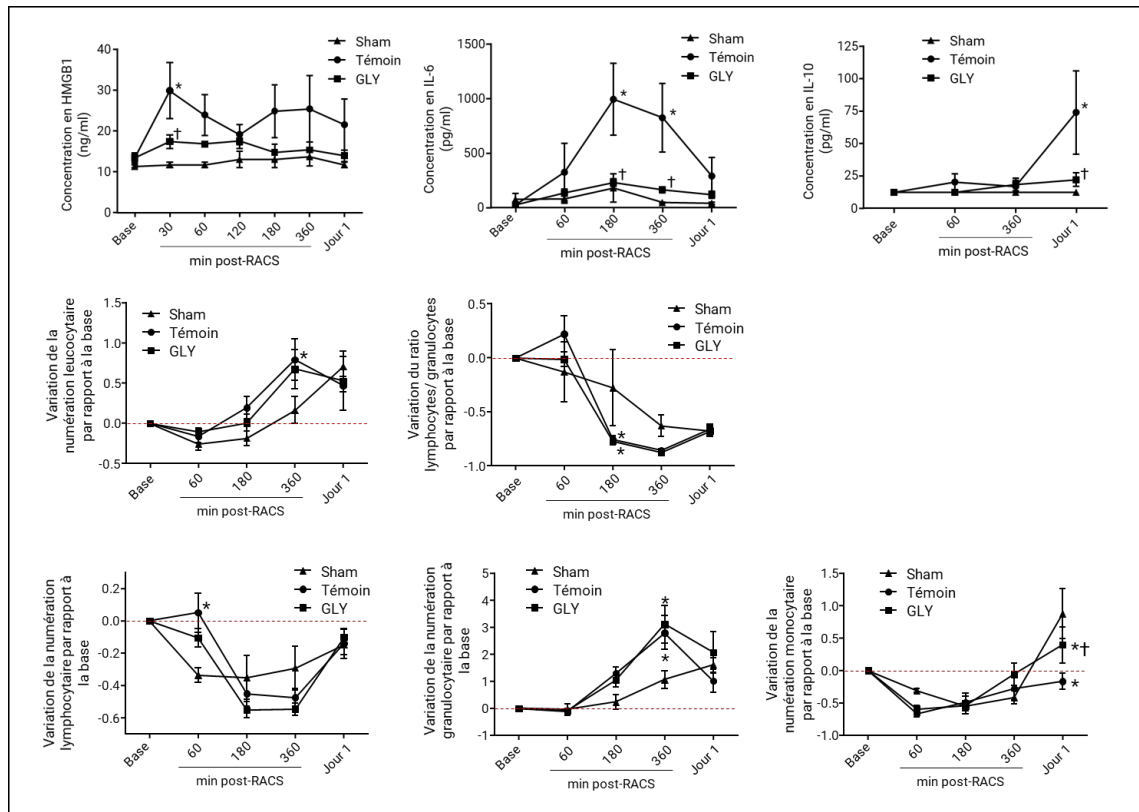 Concentration en HMGB1
(ng/ml)
40
30
20
10
0
Sham
Témoin
GLY
*
†
Base
30
60
120
180
360
Jour 1
min post-RACS
Concentration en IL-6
(pg/ml)
1500
1000
500
0
Sham
Témoin
GLY
*
*
†
†
Base
60
180
360
Jour 1
min post-RACS
Concentration en IL-10
(pg/ml)
125
100
75
50
25
0
Sham
Témoin
GLY
*
†
Base
60
360
Jour 1
min post-RACS
Variation de la
numération leucocytaire
par rapport à la base
1.5
1.0
0.5
0.0
-0.5
Sham
Témoin
GLY
*
Base
60
180
360
Jour 1
min post-RACS
Variation du ratio
lymphocytes/ granulocytes
par rapport à la base
0.5
0.0
-0.5
-1.0
Sham
Témoin
GLY
*
*
Base
60
180
360
Jour 1
min post-RACS
Variation de la numération
lymphocytaire par rapport à
la base
0.2
0.0
-0.2
-0.4
-0.6
Sham
Témoin
GLY
*
Base
60
180
360
Jour 1
min post-RACS
Variation de la numération
granulocytaire par rapport à
la base
5
4
3
2
1
0
-1
Sham
Témoin
GLY
*
*
Base
60
180
360
Jour 1
min post-RACS
Variation de la
numération monocytaire
par rapport à la base
1.5
1.0
0.5
0.0
-0.5
-1.0
Sham
Témoin
GLY
*†
*
Base
60
180
360
Jour 1
min post-RACS